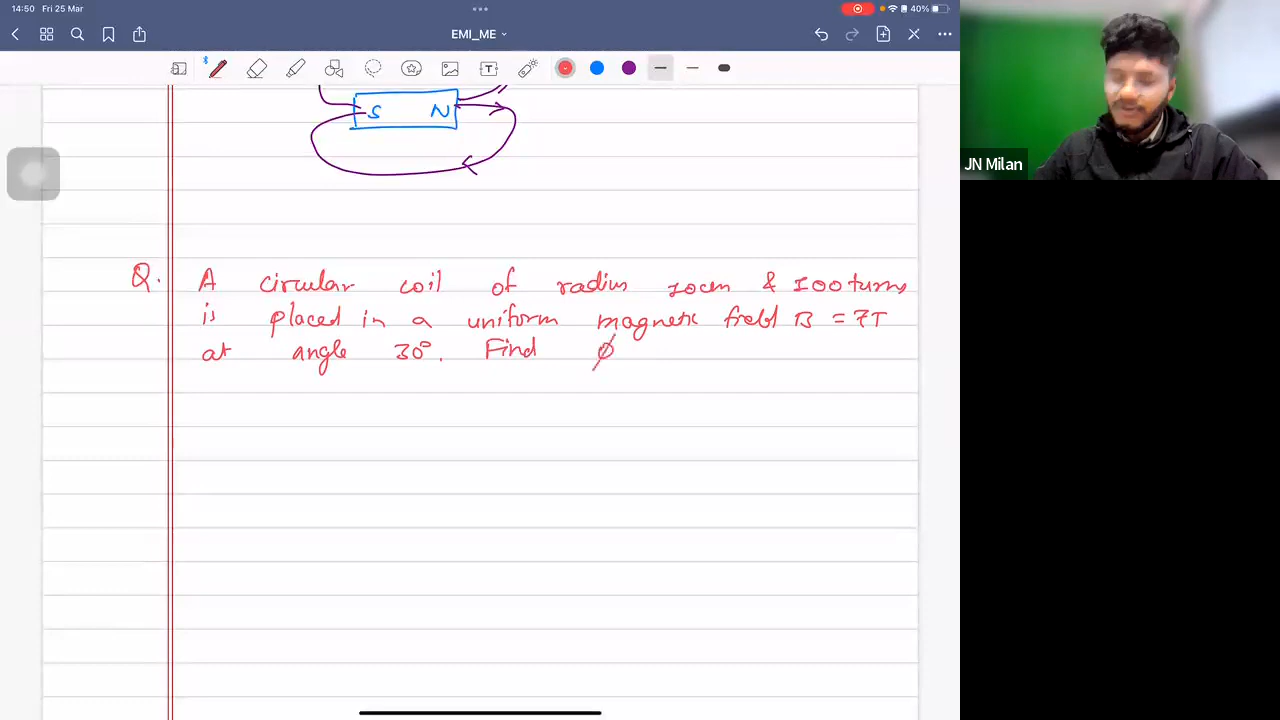 14:50 Fri 25 Mar
40%
EMI_ME
JN Milan
S N
Q. A circular coil of radius 10cm & 100 turns
is placed in a uniform magnetic field B = 7T
at angle 30°. Find ϕ